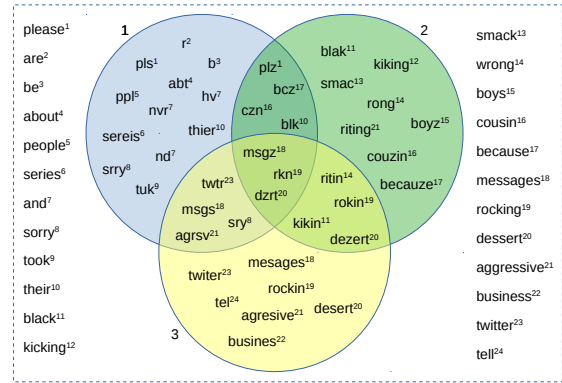 please¹
are²
be³
about⁴
people⁵
series⁶
and⁷
sorry⁸
took⁹
their¹⁰
black¹¹
kicking¹²
1
r²
pls¹
b³
abt⁴
ppl⁵
hv⁷
nvr⁷
thier¹⁰
sereis⁶
nd⁷
srry⁸
tuk⁹
plz¹
bcz¹⁷
czn¹⁶
blk¹⁰
2
blak¹¹
kiking¹²
smac¹³
rong¹⁴
boyz¹⁵
riting²¹
couzin¹⁶
becauze¹⁷
msgz¹⁸
rkn¹⁹
dzrt²⁰
twtr²³
msgs¹⁸
sry⁸
agrsv²¹
ritin¹⁴
rokin¹⁹
kikin¹¹
dezert²⁰
3
mesages¹⁸
twiter²³
rockin¹⁹
tel²⁴
desert²⁰
agresive²¹
busines²²
smack¹³
wrong¹⁴
boys¹⁵
cousin¹⁶
because¹⁷
messages¹⁸
rocking¹⁹
dessert²⁰
aggressive²¹
business²²
twitter²³
tell²⁴